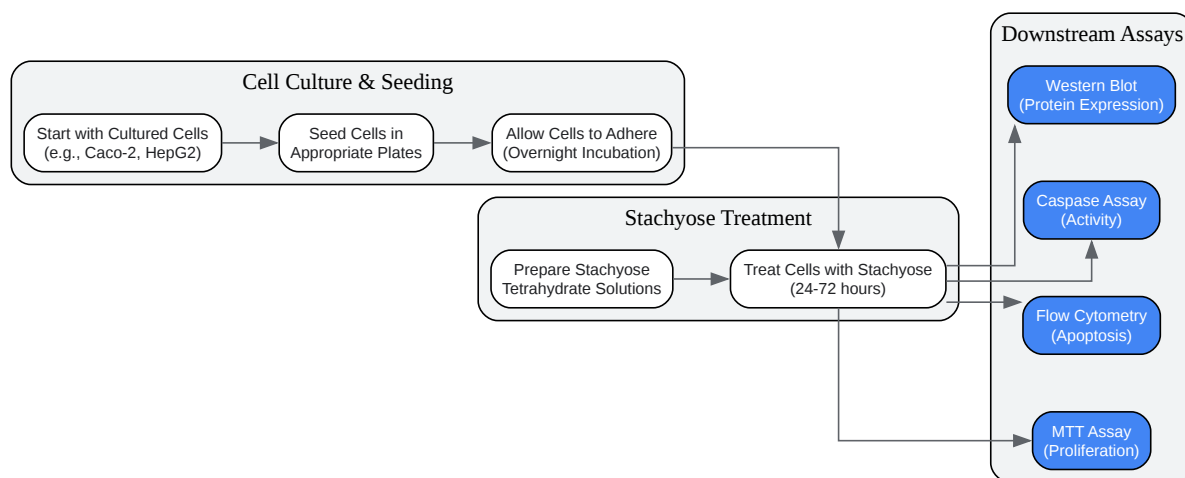 Cell Culture & Seeding
Start with Cultured Cells
(e.g., Caco-2, HepG2)
Seed Cells in
Appropriate Plates
Allow Cells to Adhere
(Overnight Incubation)
Stachyose Treatment
Prepare Stachyose
Tetrahydrate Solutions
Treat Cells with Stachyose
(24-72 hours)
Downstream Assays
Western Blot
(Protein Expression)
Caspase Assay
(Activity)
Flow Cytometry
(Apoptosis)
MTT Assay
(Proliferation)